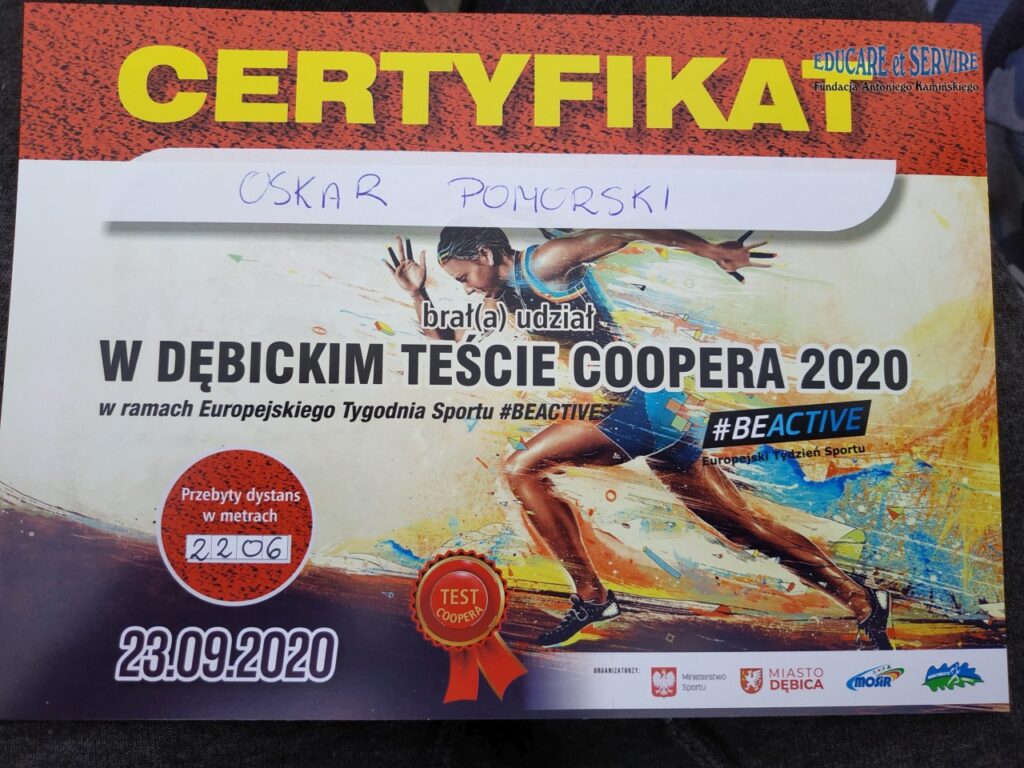 CERTYFIKAT
EDUCARE et SERVIRE
Fundacja Antoniego Kamińskiego
OSKAR POMORSKI
brał(a) udział
W DĘBICKIM TEŚCIE COOPERA 2020
w ramach Europejskiego Tygodnia Sportu #BEACTIVE
#BEACTIVE
Europejski Tydzień Sportu
Przebyty dystans
w metrach
2206
TEST
COOPERA
23.09.2020
ORGANIZATORZY:
Ministerstwo
Sportu
MIASTO
DĘBICA
MOSiR